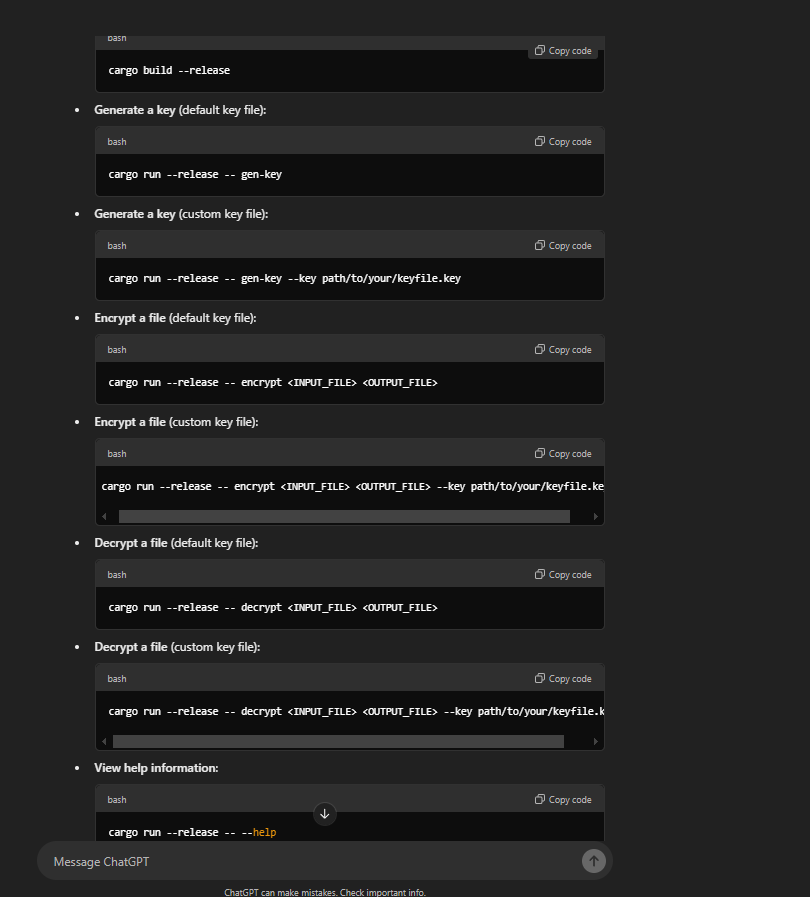 bash
Copy code
cargo build --release
Generate a key (default key file):
bash
Copy code
cargo run --release -- gen-key
Generate a key (custom key file):
bash
Copy code
cargo run --release -- gen-key --key path/to/your/keyfile.key
Encrypt a file (default key file):
bash
Copy code
cargo run --release -- encrypt <INPUT_FILE> <OUTPUT_FILE>
Encrypt a file (custom key file):
bash
Copy code
cargo run --release -- encrypt <INPUT_FILE> <OUTPUT_FILE> --key path/to/your/keyfile.ke
Decrypt a file (default key file):
bash
Copy code
cargo run --release -- decrypt <INPUT_FILE> <OUTPUT_FILE>
Decrypt a file (custom key file):
bash
Copy code
cargo run --release -- decrypt <INPUT_FILE> <OUTPUT_FILE> --key path/to/your/keyfile.k
View help information:
bash
Copy code
cargo run --release -- --help
Message ChatGPT
ChatGPT can make mistakes. Check important info.